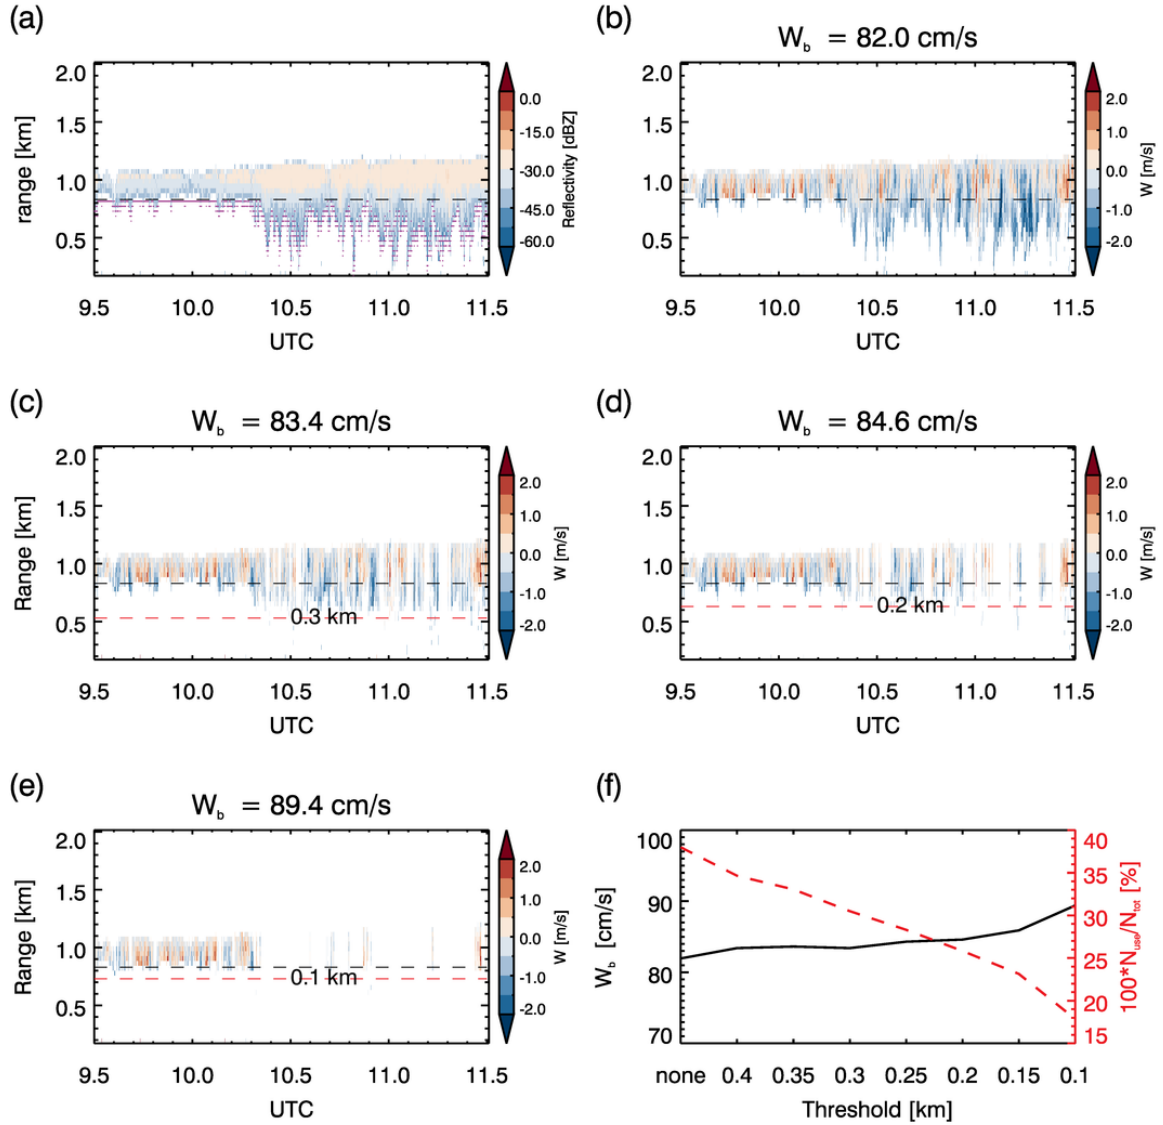 (a)
2.0
1.5
1.0
0.5
range [km]
9.5 10.0 10.5 11.0 11.5
UTC
0.0
-15.0
-30.0
-45.0
-60.0
Reflectivity [dBZ]
(b)
W_b = 82.0 cm/s
2.0
1.5
1.0
0.5
9.5 10.0 10.5 11.0 11.5
UTC
2.0
1.0
0.0
-1.0
-2.0
W [m/s]
(c)
W_b = 83.4 cm/s
2.0
1.5
1.0
0.5
Range [km]
0.3 km
9.5 10.0 10.5 11.0 11.5
UTC
2.0
1.0
0.0
-1.0
-2.0
W [m/s]
(d)
W_b = 84.6 cm/s
2.0
1.5
1.0
0.5
0.2 km
9.5 10.0 10.5 11.0 11.5
UTC
2.0
1.0
0.0
-1.0
-2.0
W [m/s]
(e)
W_b = 89.4 cm/s
2.0
1.5
1.0
0.5
Range [km]
0.1 km
9.5 10.0 10.5 11.0 11.5
UTC
2.0
1.0
0.0
-1.0
-2.0
W [m/s]
(f)
100
90
80
70
W_b [cm/s]
none 0.4 0.35 0.3 0.25 0.2 0.15 0.1
Threshold [km]
40
35
30
25
20
15
100*N_use/N_tot [%]